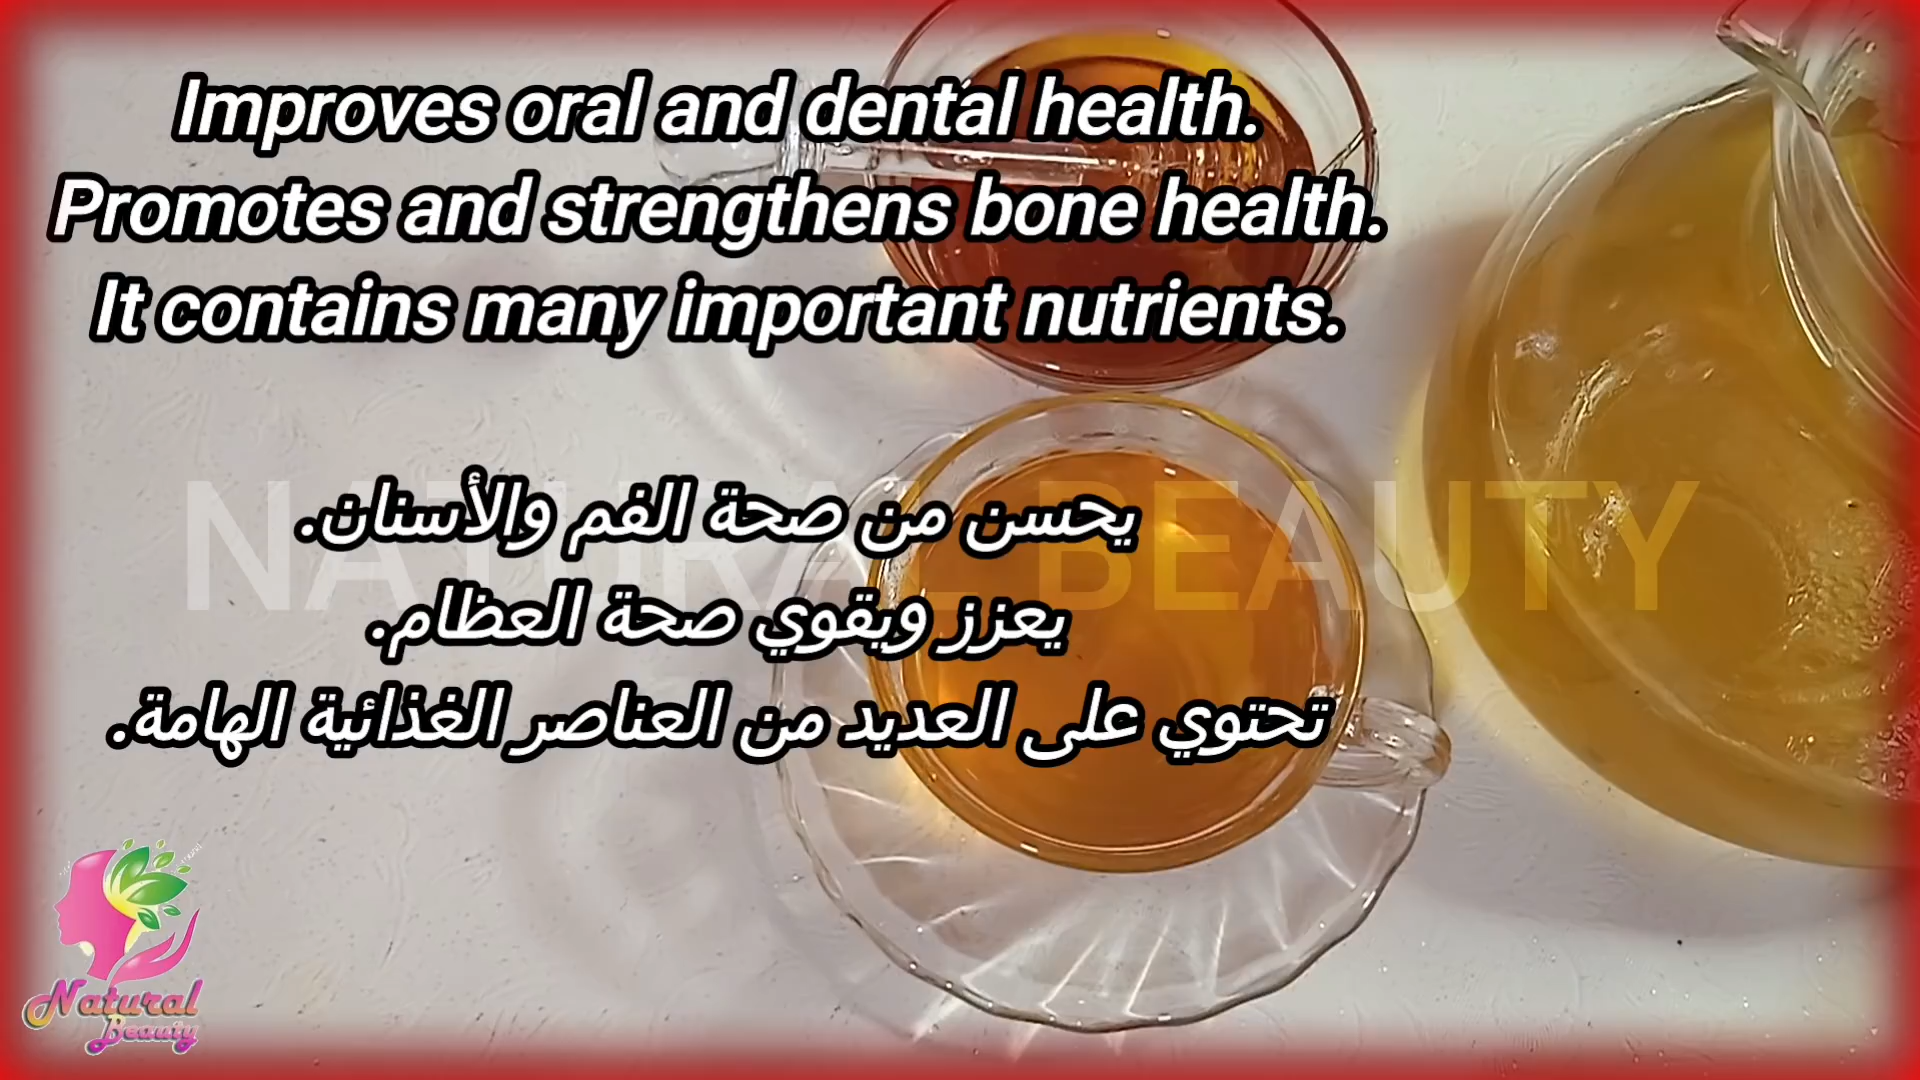 Improves oral and dental health.
Promotes and strengthens bone health.
It contains many important nutrients.
NATURAL BEAUTY
يحسن من صحة الفم والأسنان.
يعزز ويقوي صحة العظام.
تحتوي على العديد من العناصر الغذائية الهامة.
Natural
Beauty